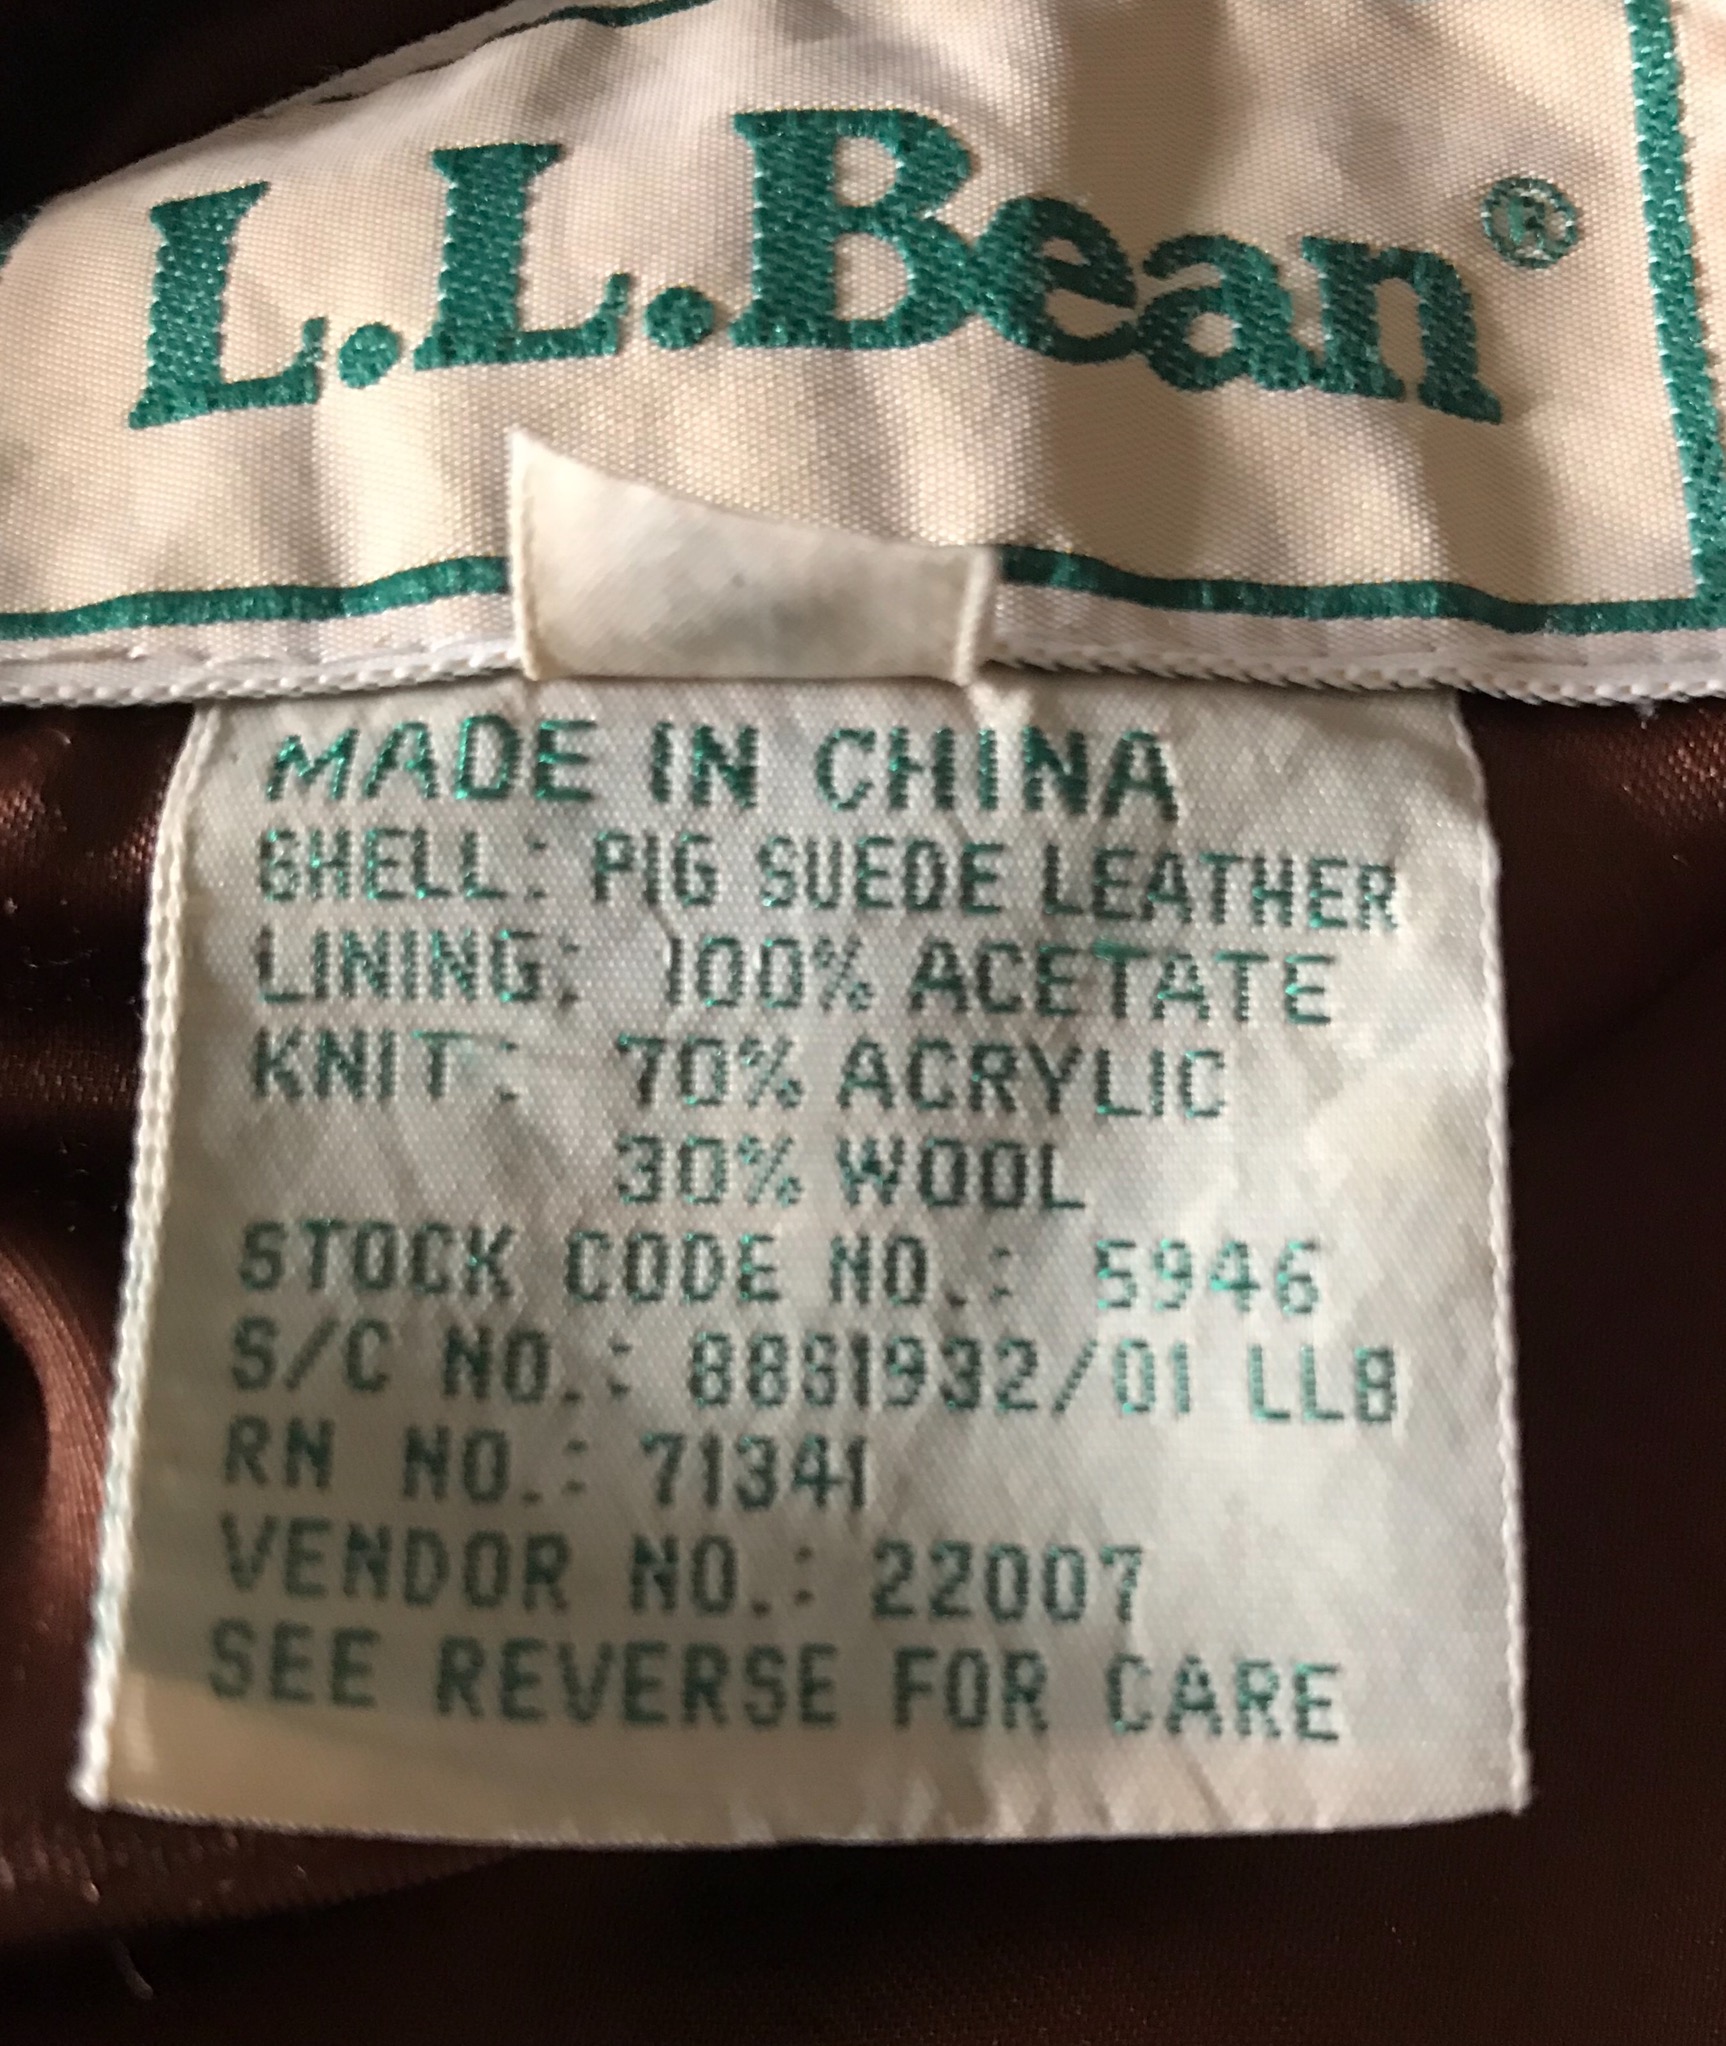 L.L.Bean®
MADE IN CHINA
SHELL: PIG SUEDE LEATHER
LINING: 100% ACETATE
KNIT: 70% ACRYLIC
30% WOOL
STOCK CODE NO.: 5946
S/C NO.: 88S1932/01 LLB
RN NO.: 71341
VENDOR NO.: 22007
SEE REVERSE FOR CARE